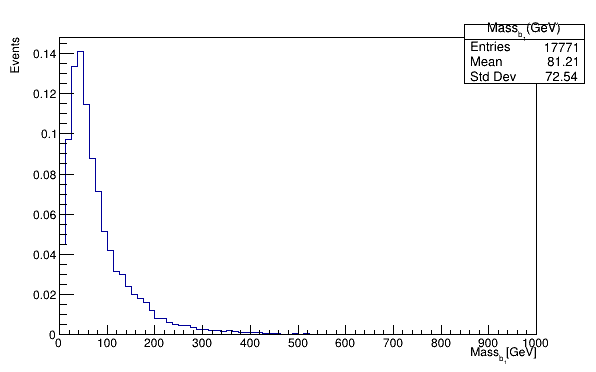 Mass_b_1(GeV)
Entries 17771
Mean 81.21
Std Dev 72.54
Events
0.14
0.12
0.1
0.08
0.06
0.04
0.02
0
0 100 200 300 400 500 600 700 800 900 1000
Mass_b_1[GeV]